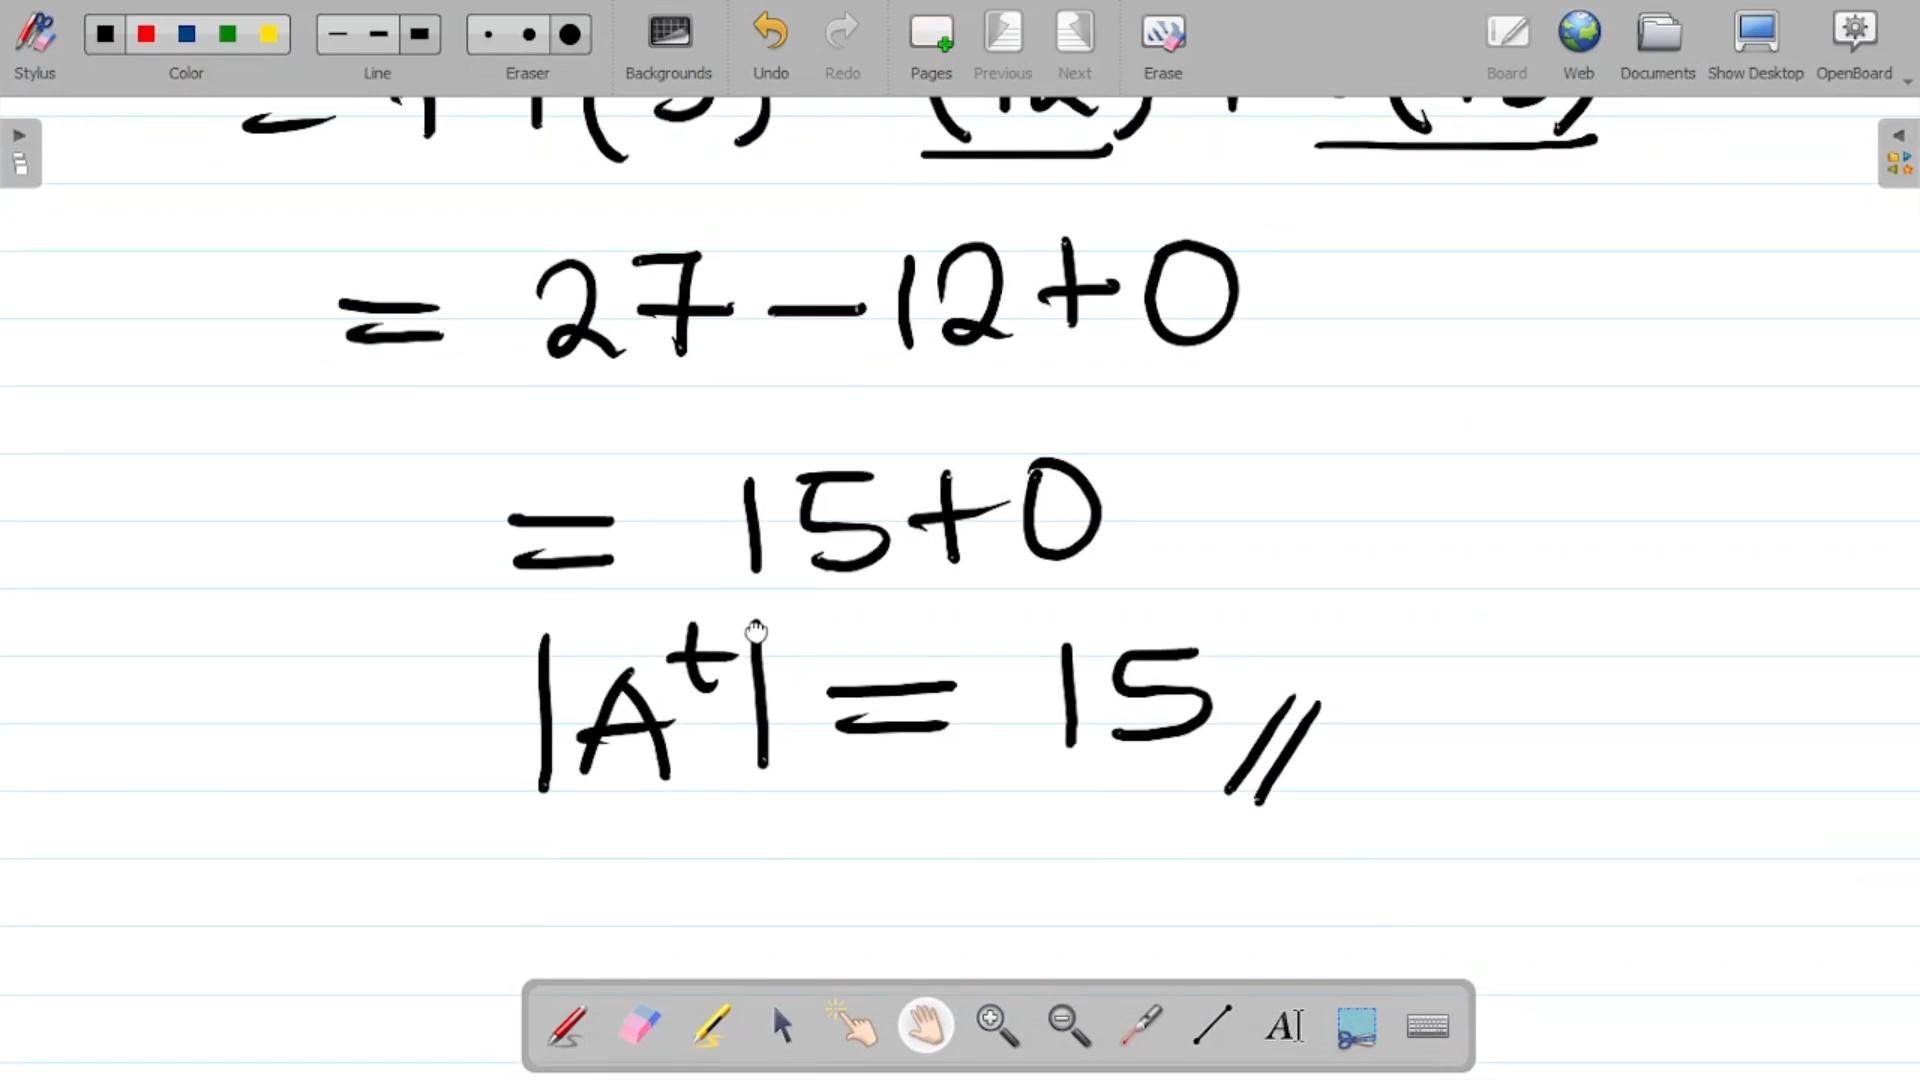 Stylus Color Line Eraser Backgrounds Undo Redo Pages Previous Next Erase Board Web Documents Show Desktop OpenBoard
= 27 - 12 + 0
= 15 + 0
|A^t| = 15 //